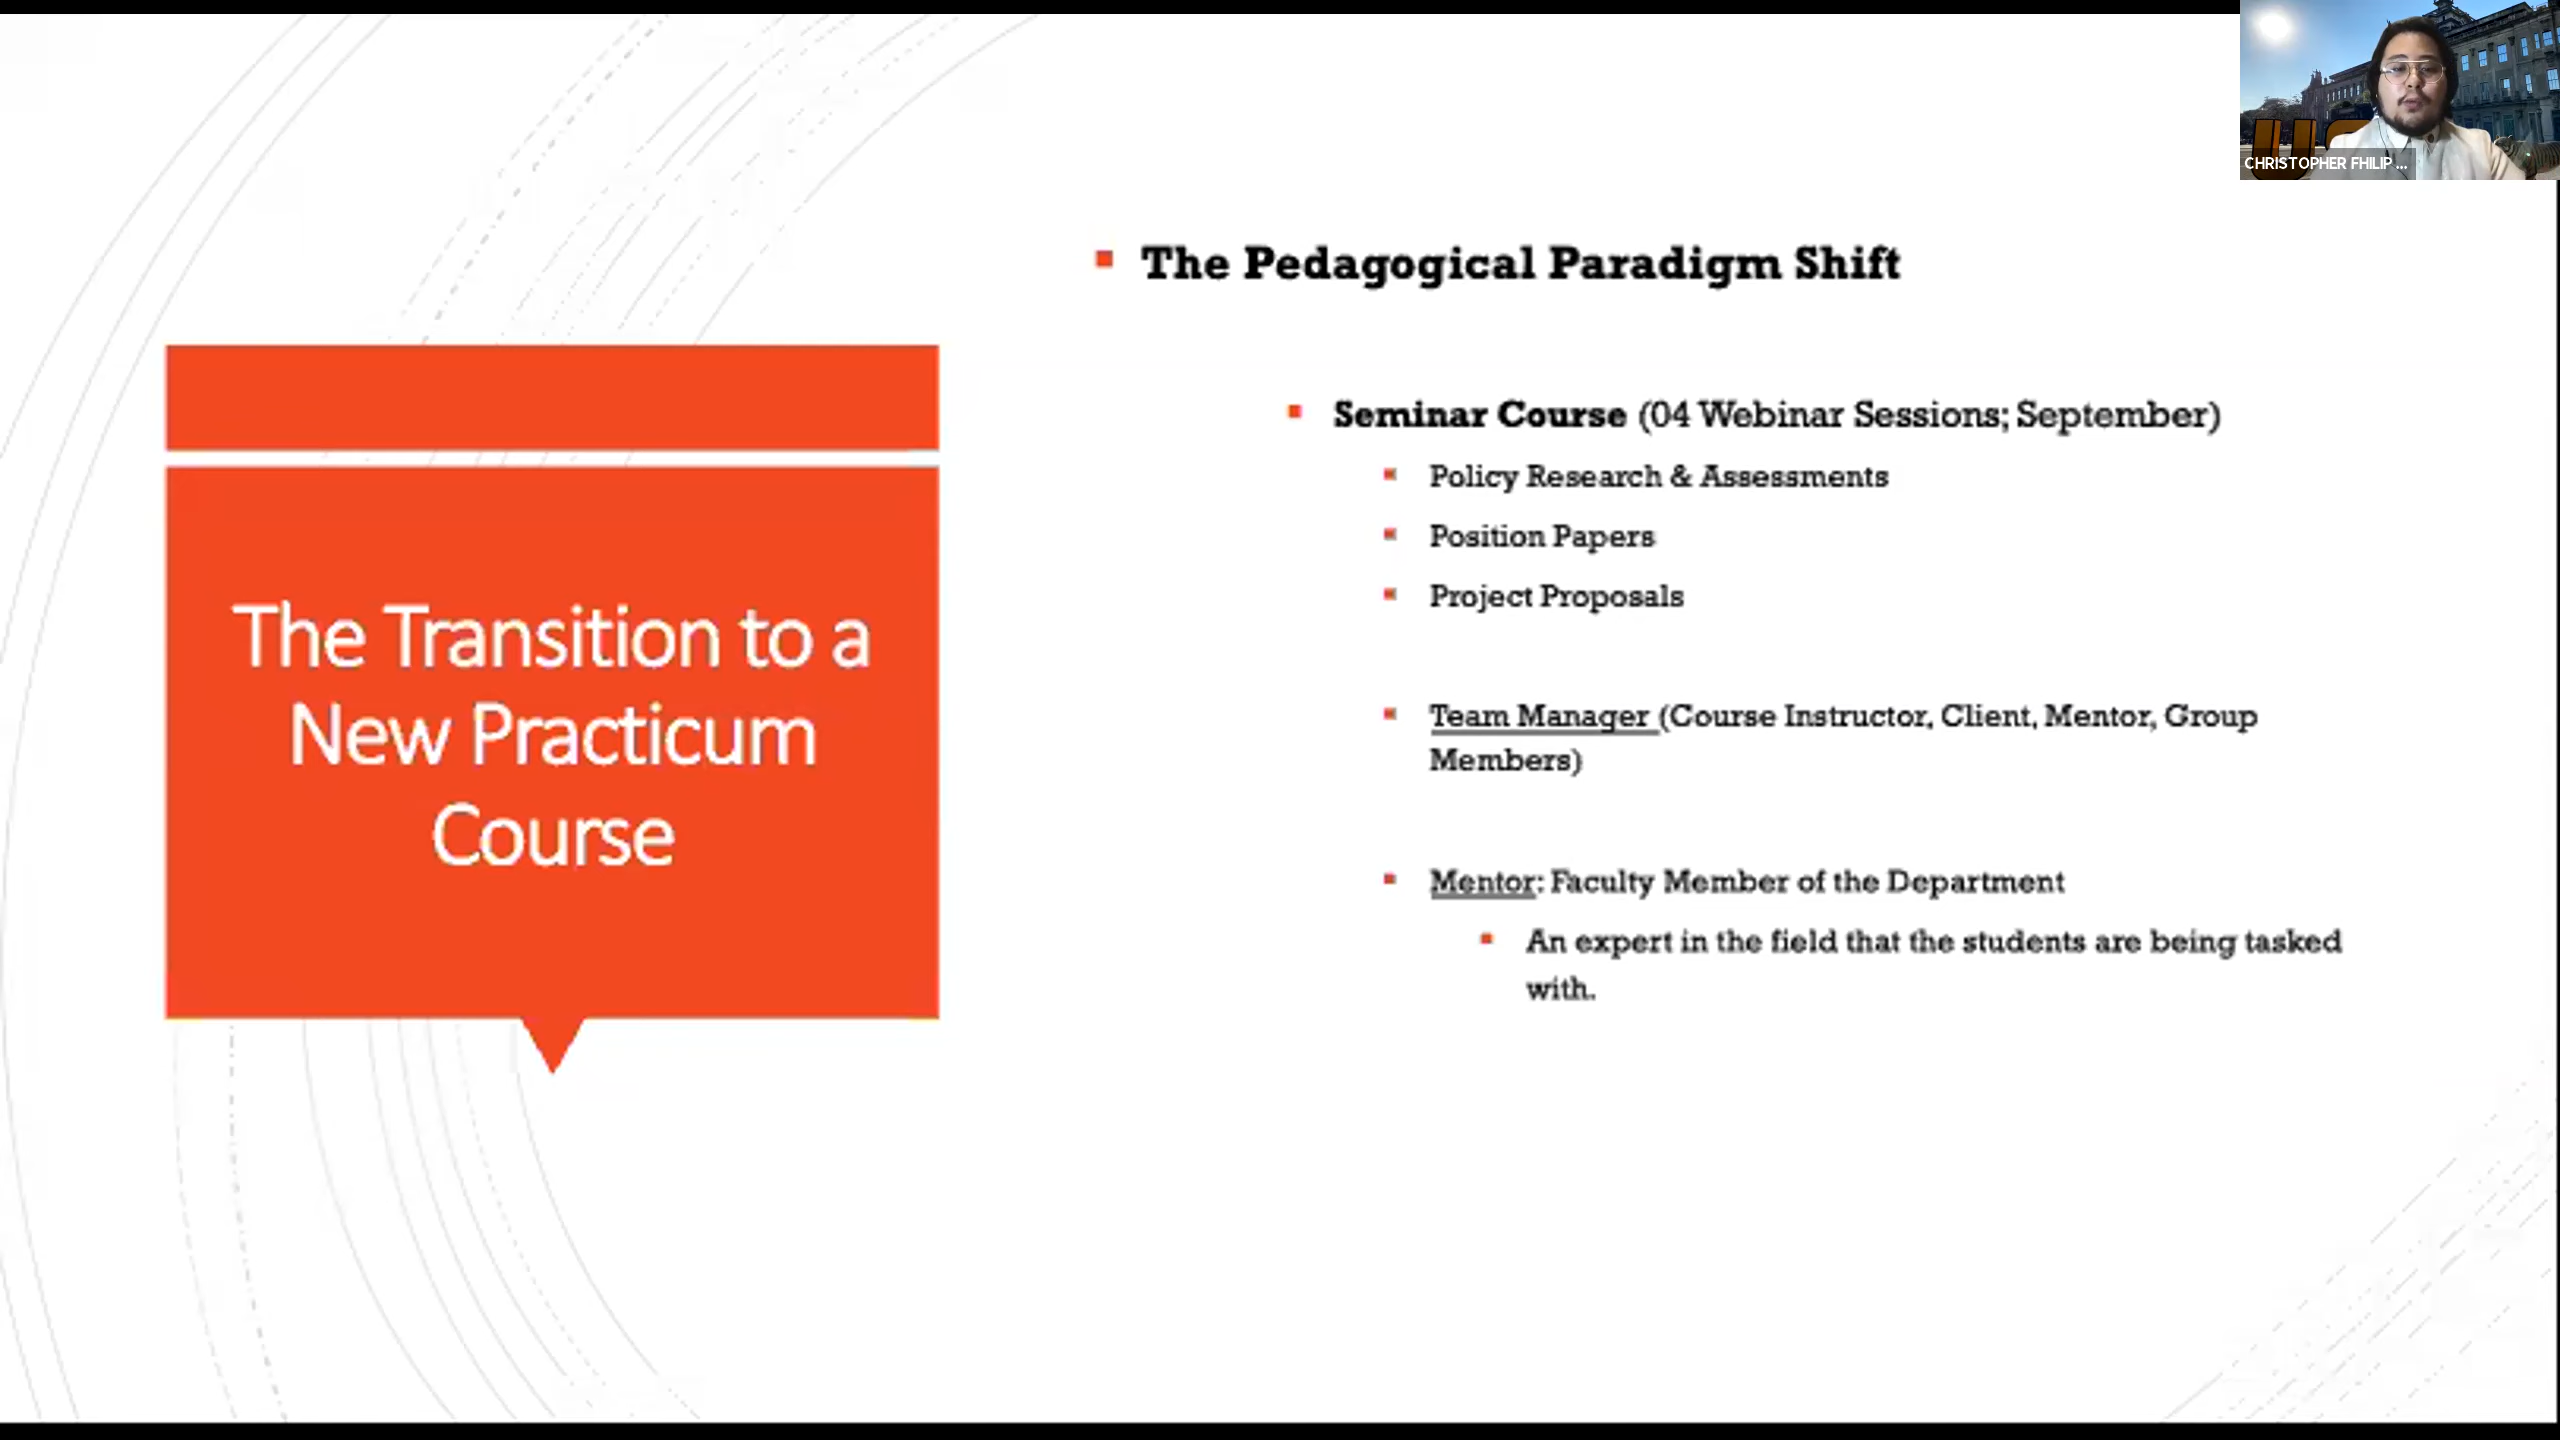 The Transition to a
New Practicum
Course
The Pedagogical Paradigm Shift
Seminar Course (04 Webinar Sessions; September)
Policy Research & Assessments
Position Papers
Project Proposals
Team Manager (Course Instructor, Client, Mentor, Group
Members)
Mentor: Faculty Member of the Department
An expert in the field that the students are being tasked
with.
CHRISTOPHER FHILIP ...